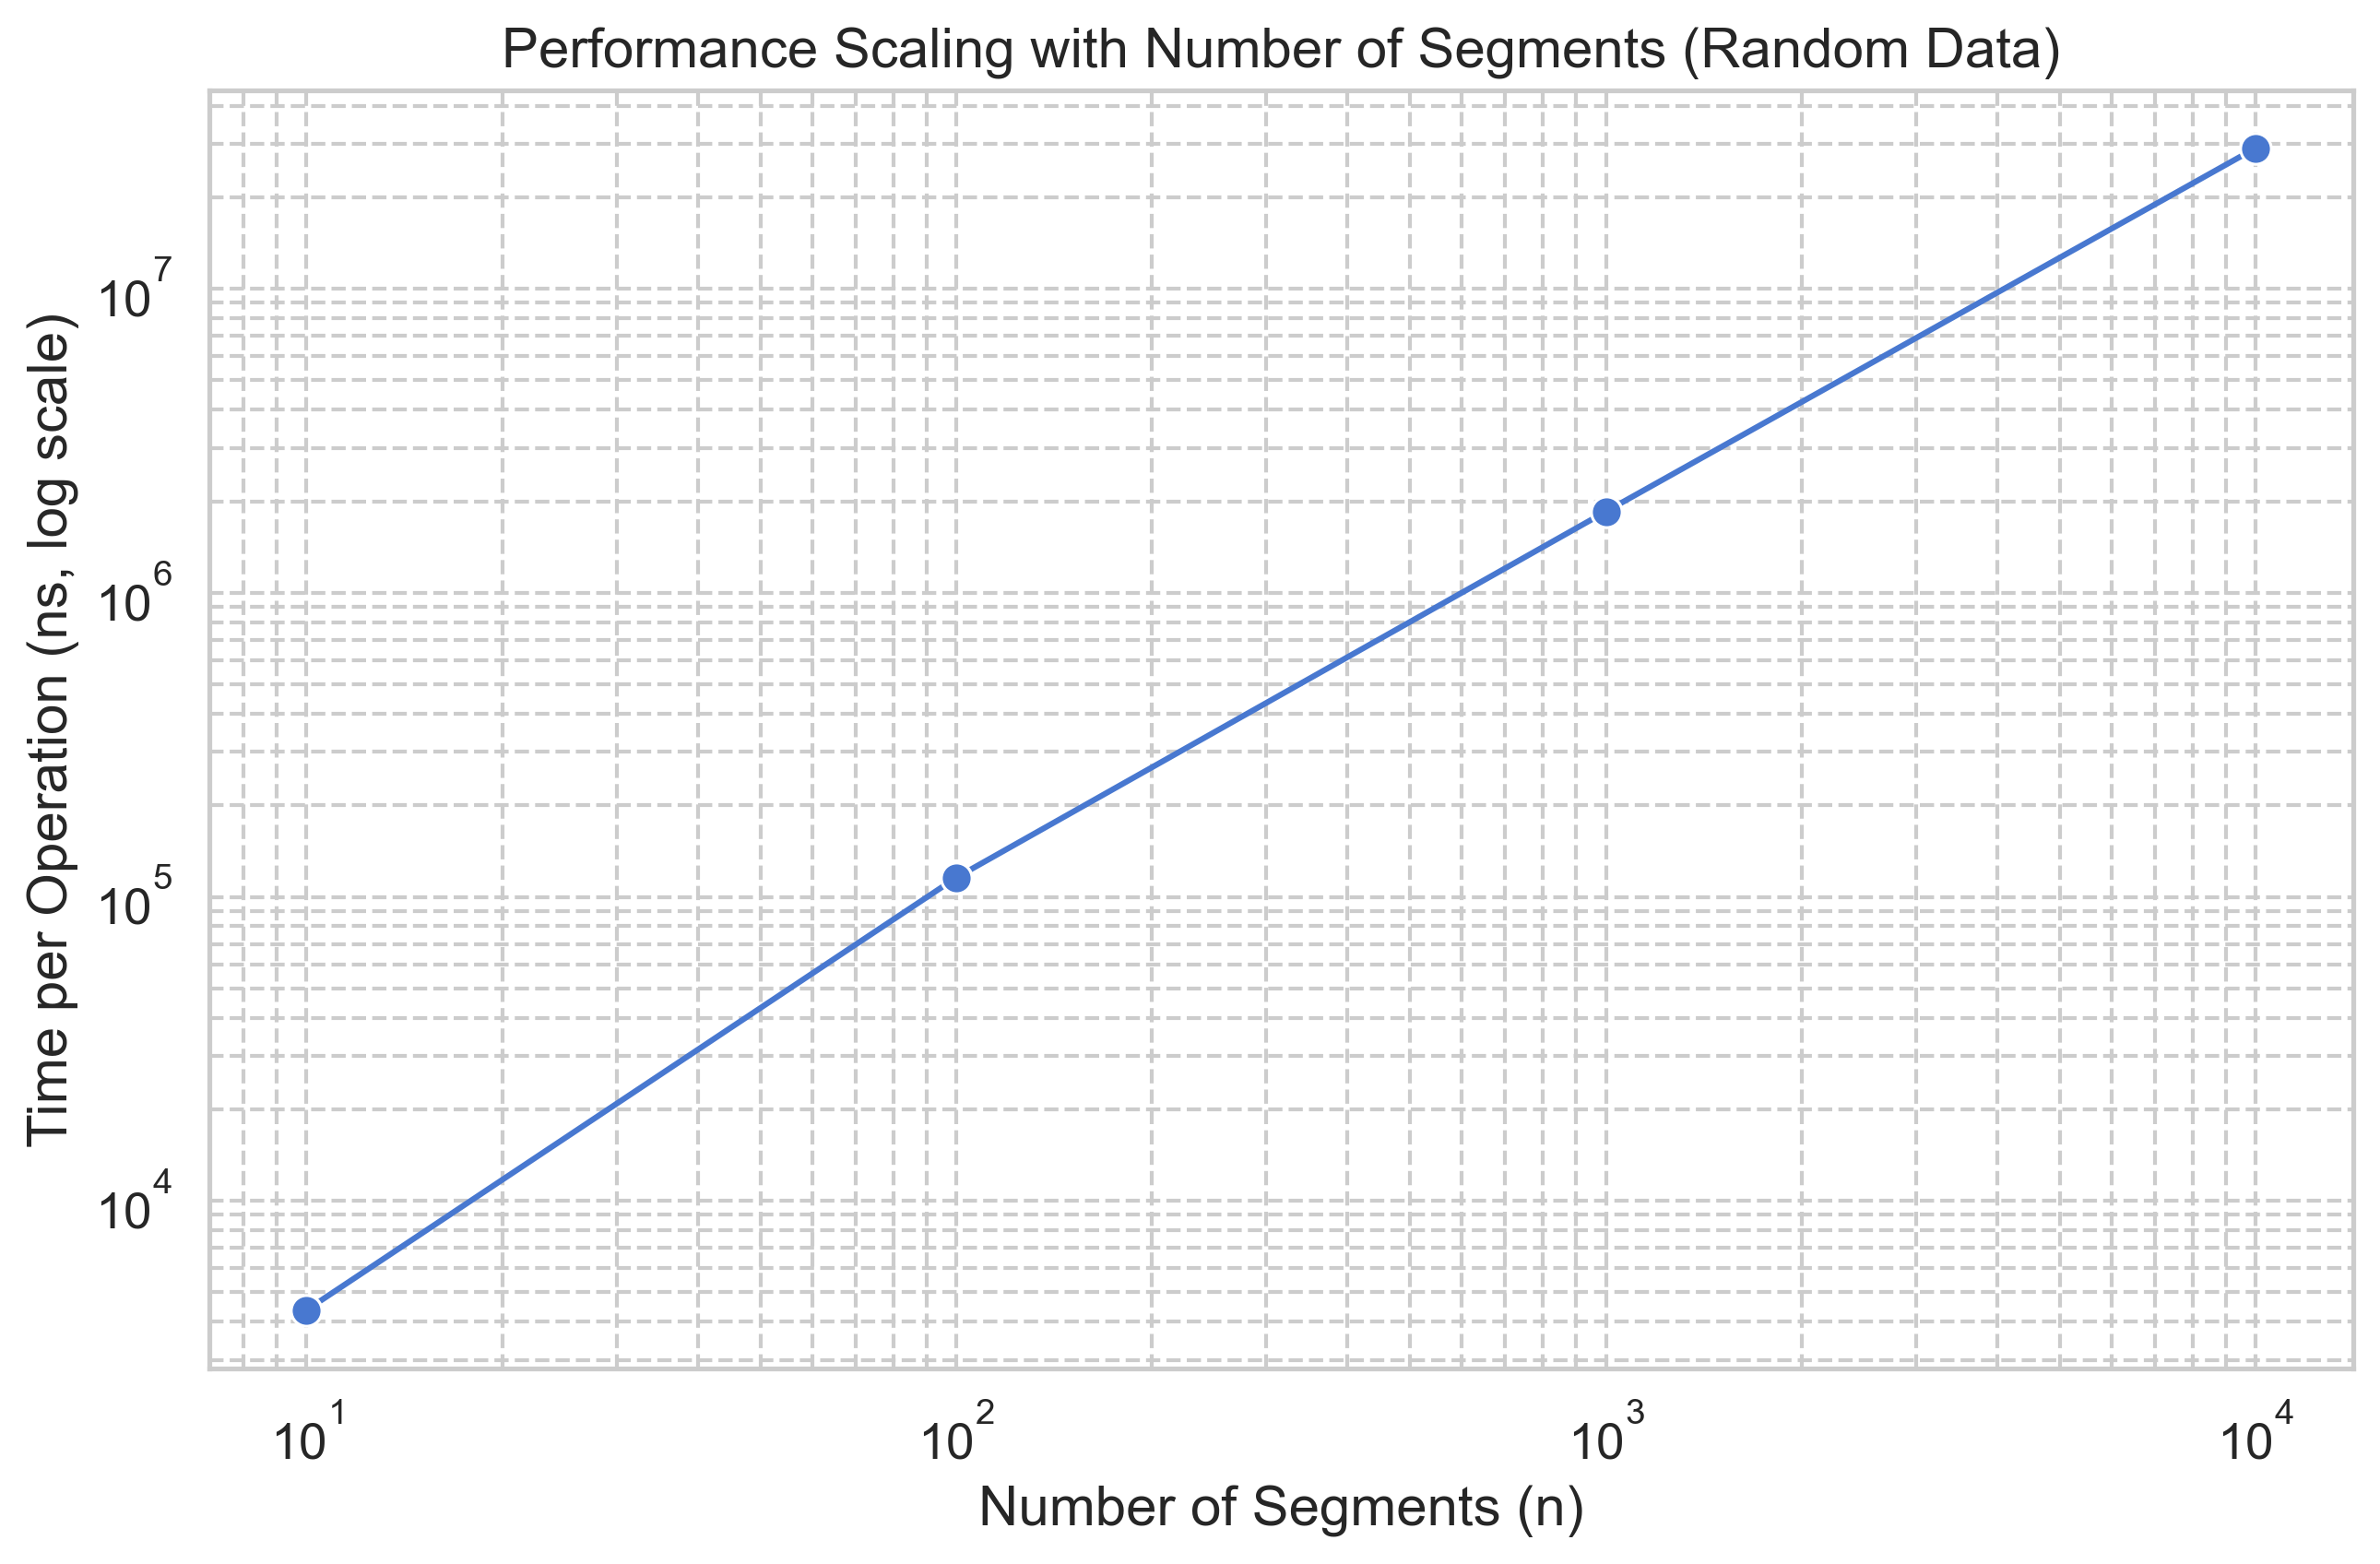 Performance Scaling with Number of Segments (Random Data)
Time per Operation (ns, log scale)
10^7
10^6
10^5
10^4
10^1 10^2 10^3 10^4
Number of Segments (n)